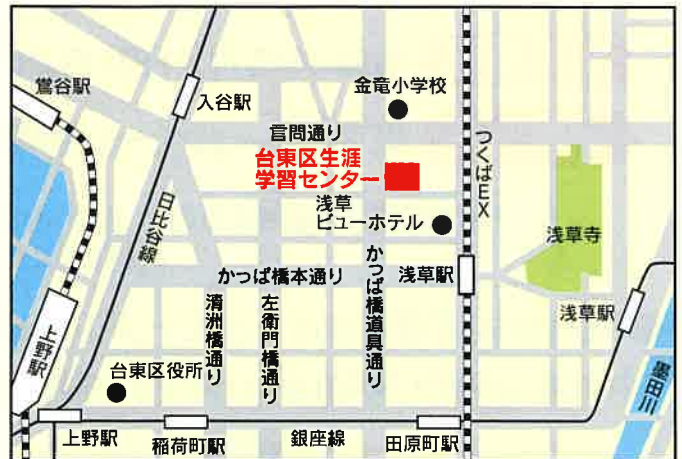 鶯谷駅
入谷駅
金竜小学校
言問通り
台東区生涯
学習センター
つくばEX
浅草
ビューホテル
日比谷線
浅草寺
かっぱ橋本通り
かっぱ橋道具通り
浅草駅
清洲橋通り
左衛門橋通り
浅草駅
上野駅
台東区役所
墨田川
上野駅
稲荷町駅
銀座線
田原町駅